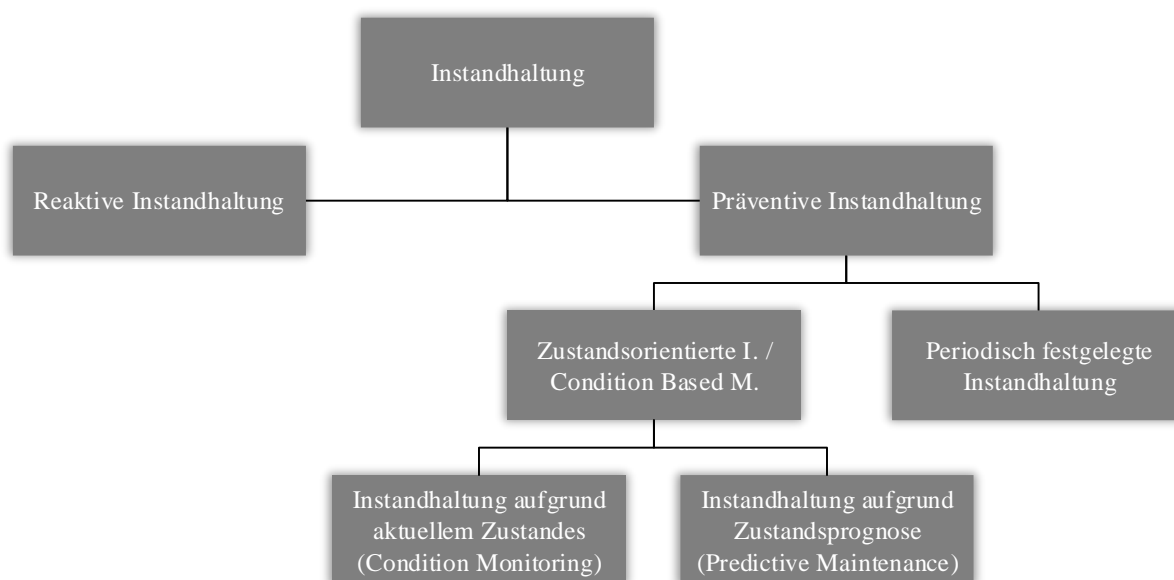 Instandhaltung
Reaktive Instandhaltung
Präventive Instandhaltung
Zustandsorientierte I. /
Condition Based M.
Periodisch festgelegte
Instandhaltung
Instandhaltung aufgrund
aktuellem Zustandes
(Condition Monitoring)
Instandhaltung aufgrund
Zustandsprognose
(Predictive Maintenance)